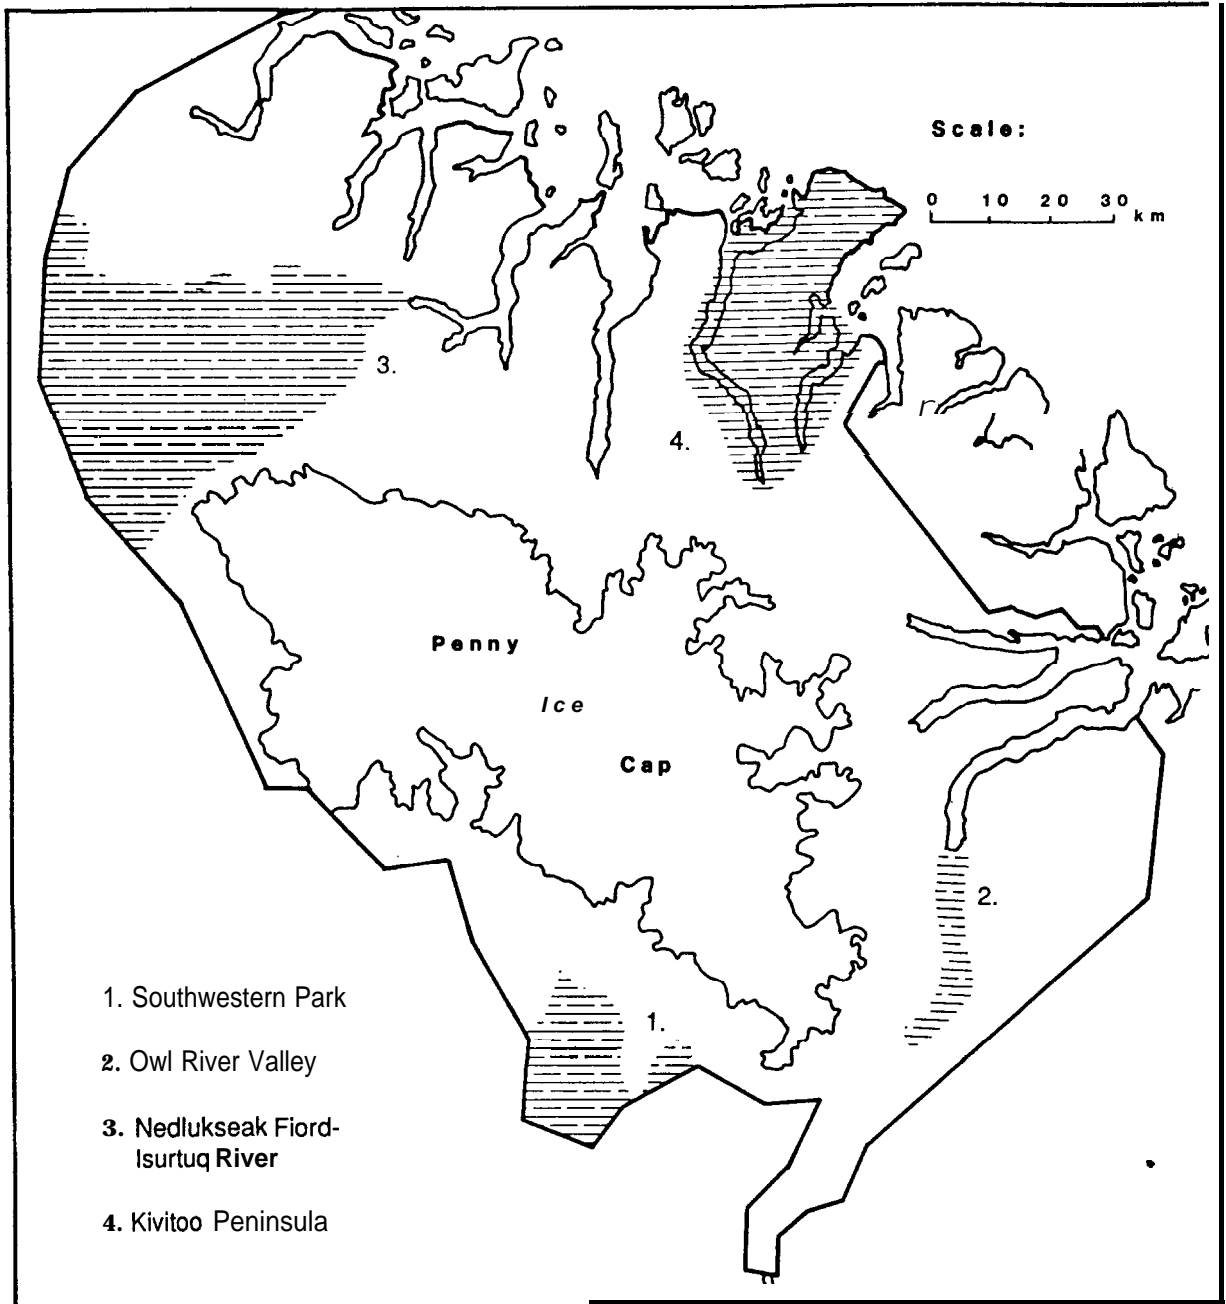 Scale:
0 10 20 30 km
3.
4.
Penny
Ice
Cap
2.
1.
1. Southwestern Park
2. Owl River Valley
3. Nedlukseak Fiord-
Isurtuq River
4. Kivitoo Peninsula